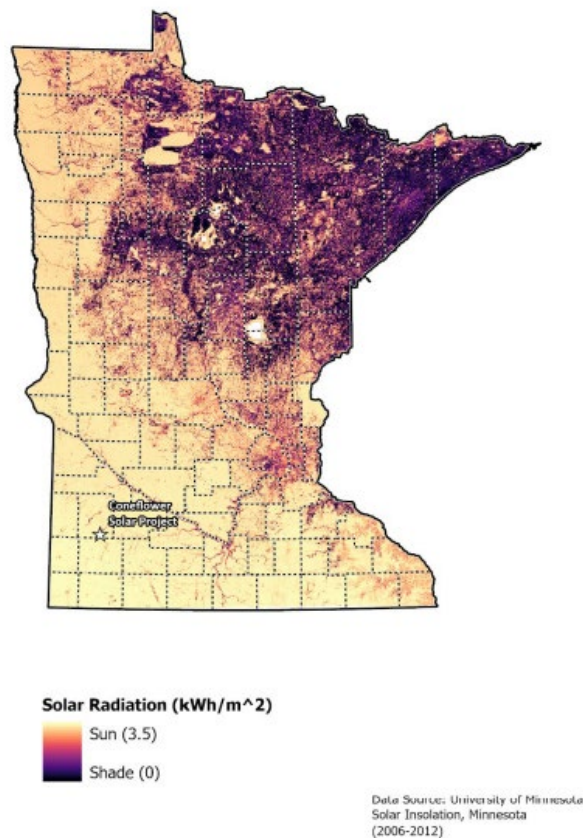 Coneflower
Solar Project
Solar Radiation (kWh/m^2)
Sun (3.5)
Shade (0)
Data Source: University of Minnesota
Solar Insolation, Minnesota
(2006-2012)